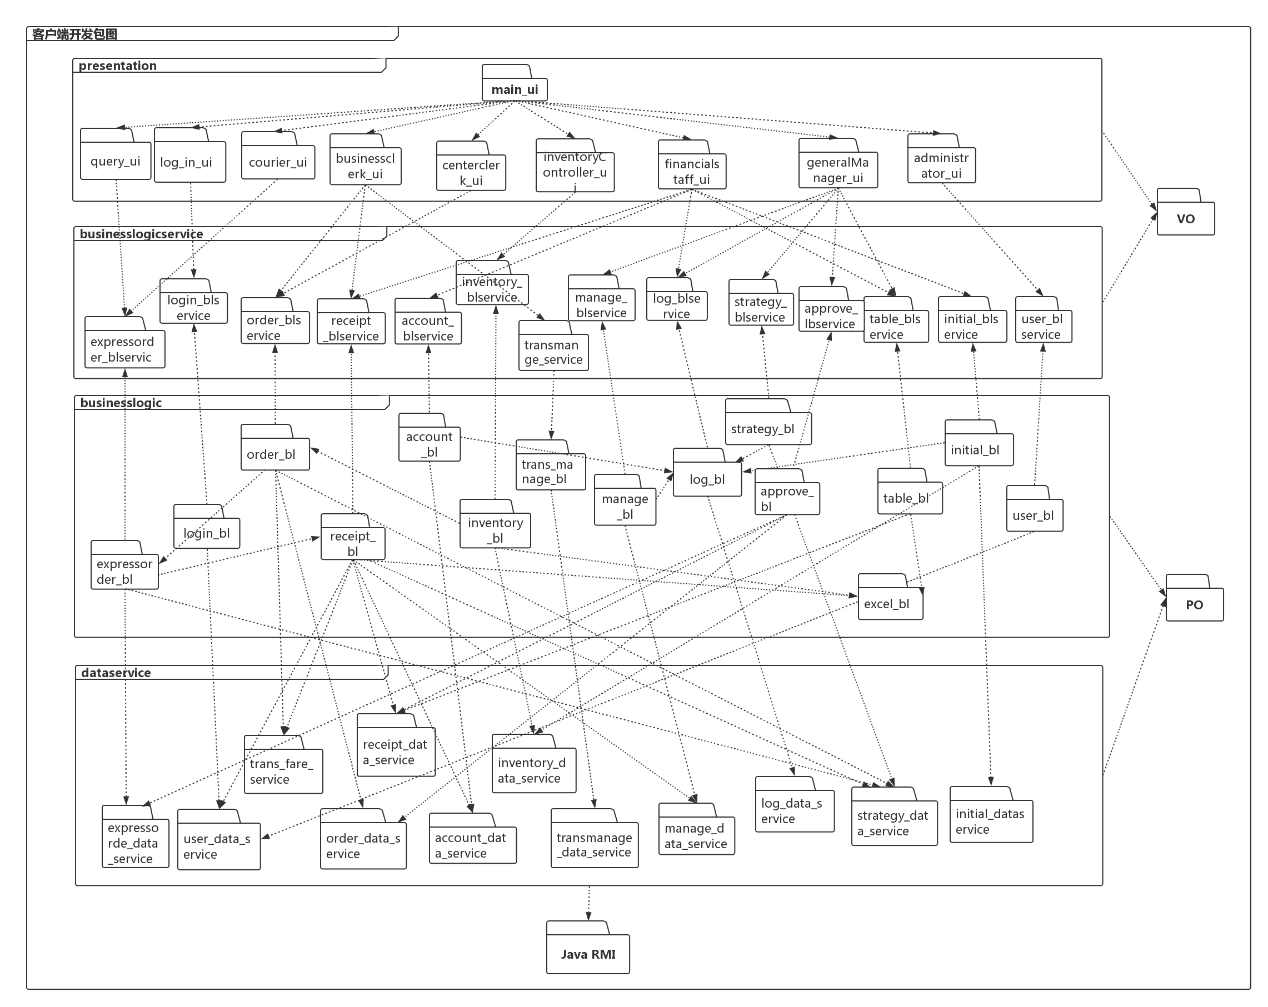 客户端开发包图
presentation
main_ui
query_ui
log_in_ui
courier_ui
businesscl
erk_ui
centercler
k_ui
inventoryC
ontroller_u
i
financials
taff_ui
generalMa
nager_ui
administr
ator_ui
VO
businesslogicservice
expressord
er_blservic
login_bls
ervice
order_bls
ervice
receipt
_blservice
account_
blservice
inventory_
blservice
transman
ge_service
manage_
blservice
log_blse
rvice
strategy_
blservice
approve_
lbservice
table_bls
ervice
initial_bls
ervice
user_bl
service
businesslogic
order_bl
account
_bl
trans_ma
nage_bl
strategy_bl
initial_bl
log_bl
manage
_bl
approve_
bl
table_bl
user_bl
login_bl
receipt_
bl
inventory
_bl
expressor
der_bl
excel_bl
PO
dataservice
trans_fare_
service
receipt_dat
a_service
inventory_d
ata_service
expresso
rde_data
_service
user_data_s
ervice
order_data_s
ervice
account_dat
a_service
transmanage
_data_service
manage_d
ata_service
log_data_s
ervice
strategy_dat
a_service
initial_datas
ervice
Java RMI